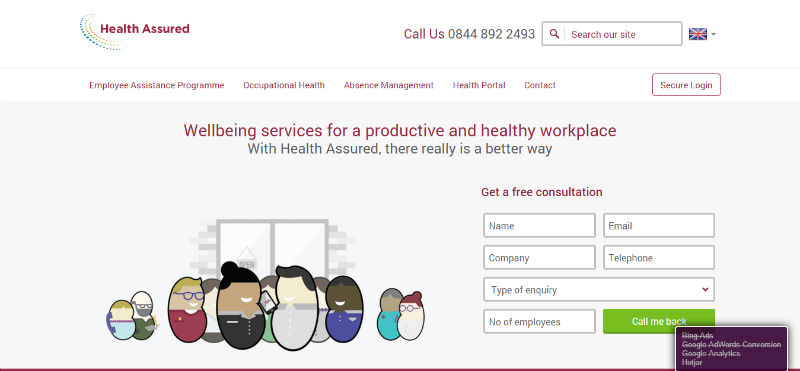 Health Assured
Call Us 0844 892 2493
Search our site
Employee Assistance Programme
Occupational Health
Absence Management
Health Portal
Contact
Secure Login
Wellbeing services for a productive and healthy workplace
With Health Assured, there really is a better way
OPEN
Get a free consultation
Name
Email
Company
Telephone
Type of enquiry
No of employees
Call me back
Bing Ads
Google AdWords Conversion
Google Analytics
Hotjar